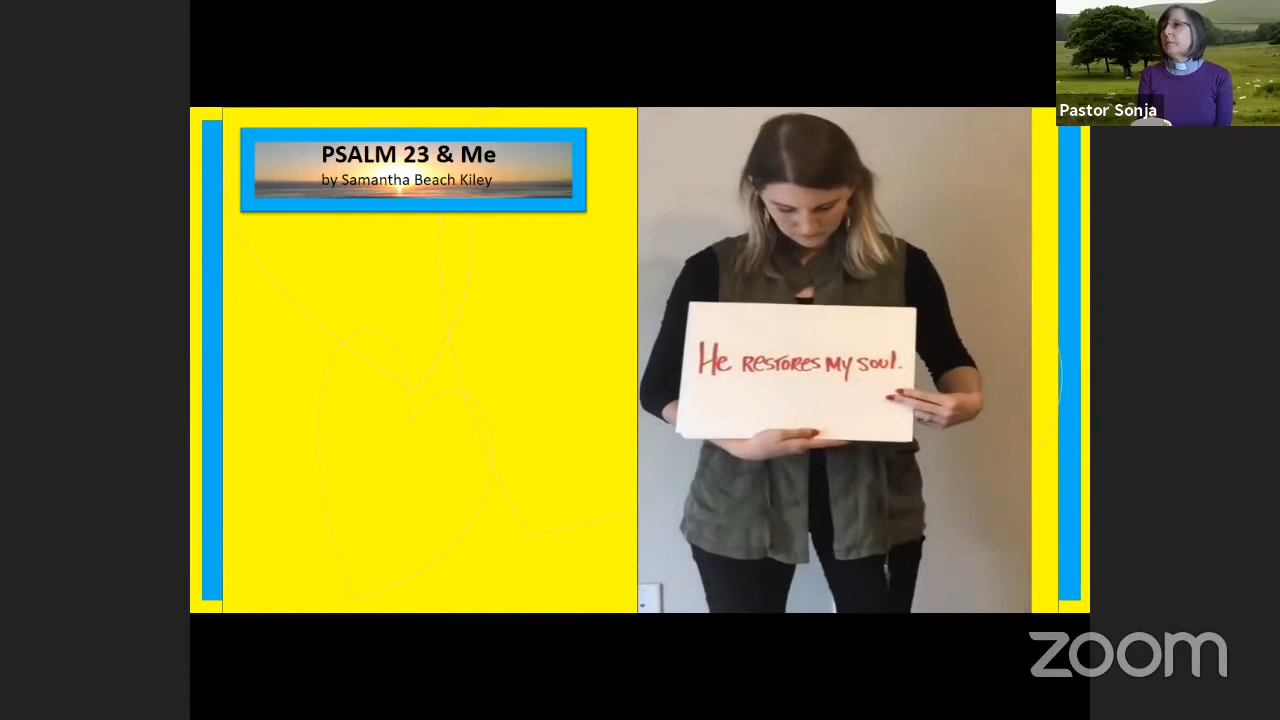 PSALM 23 & Me
by Samantha Beach Kiley
He RESTORES MY SOUL.
Pastor Sonja
zoom